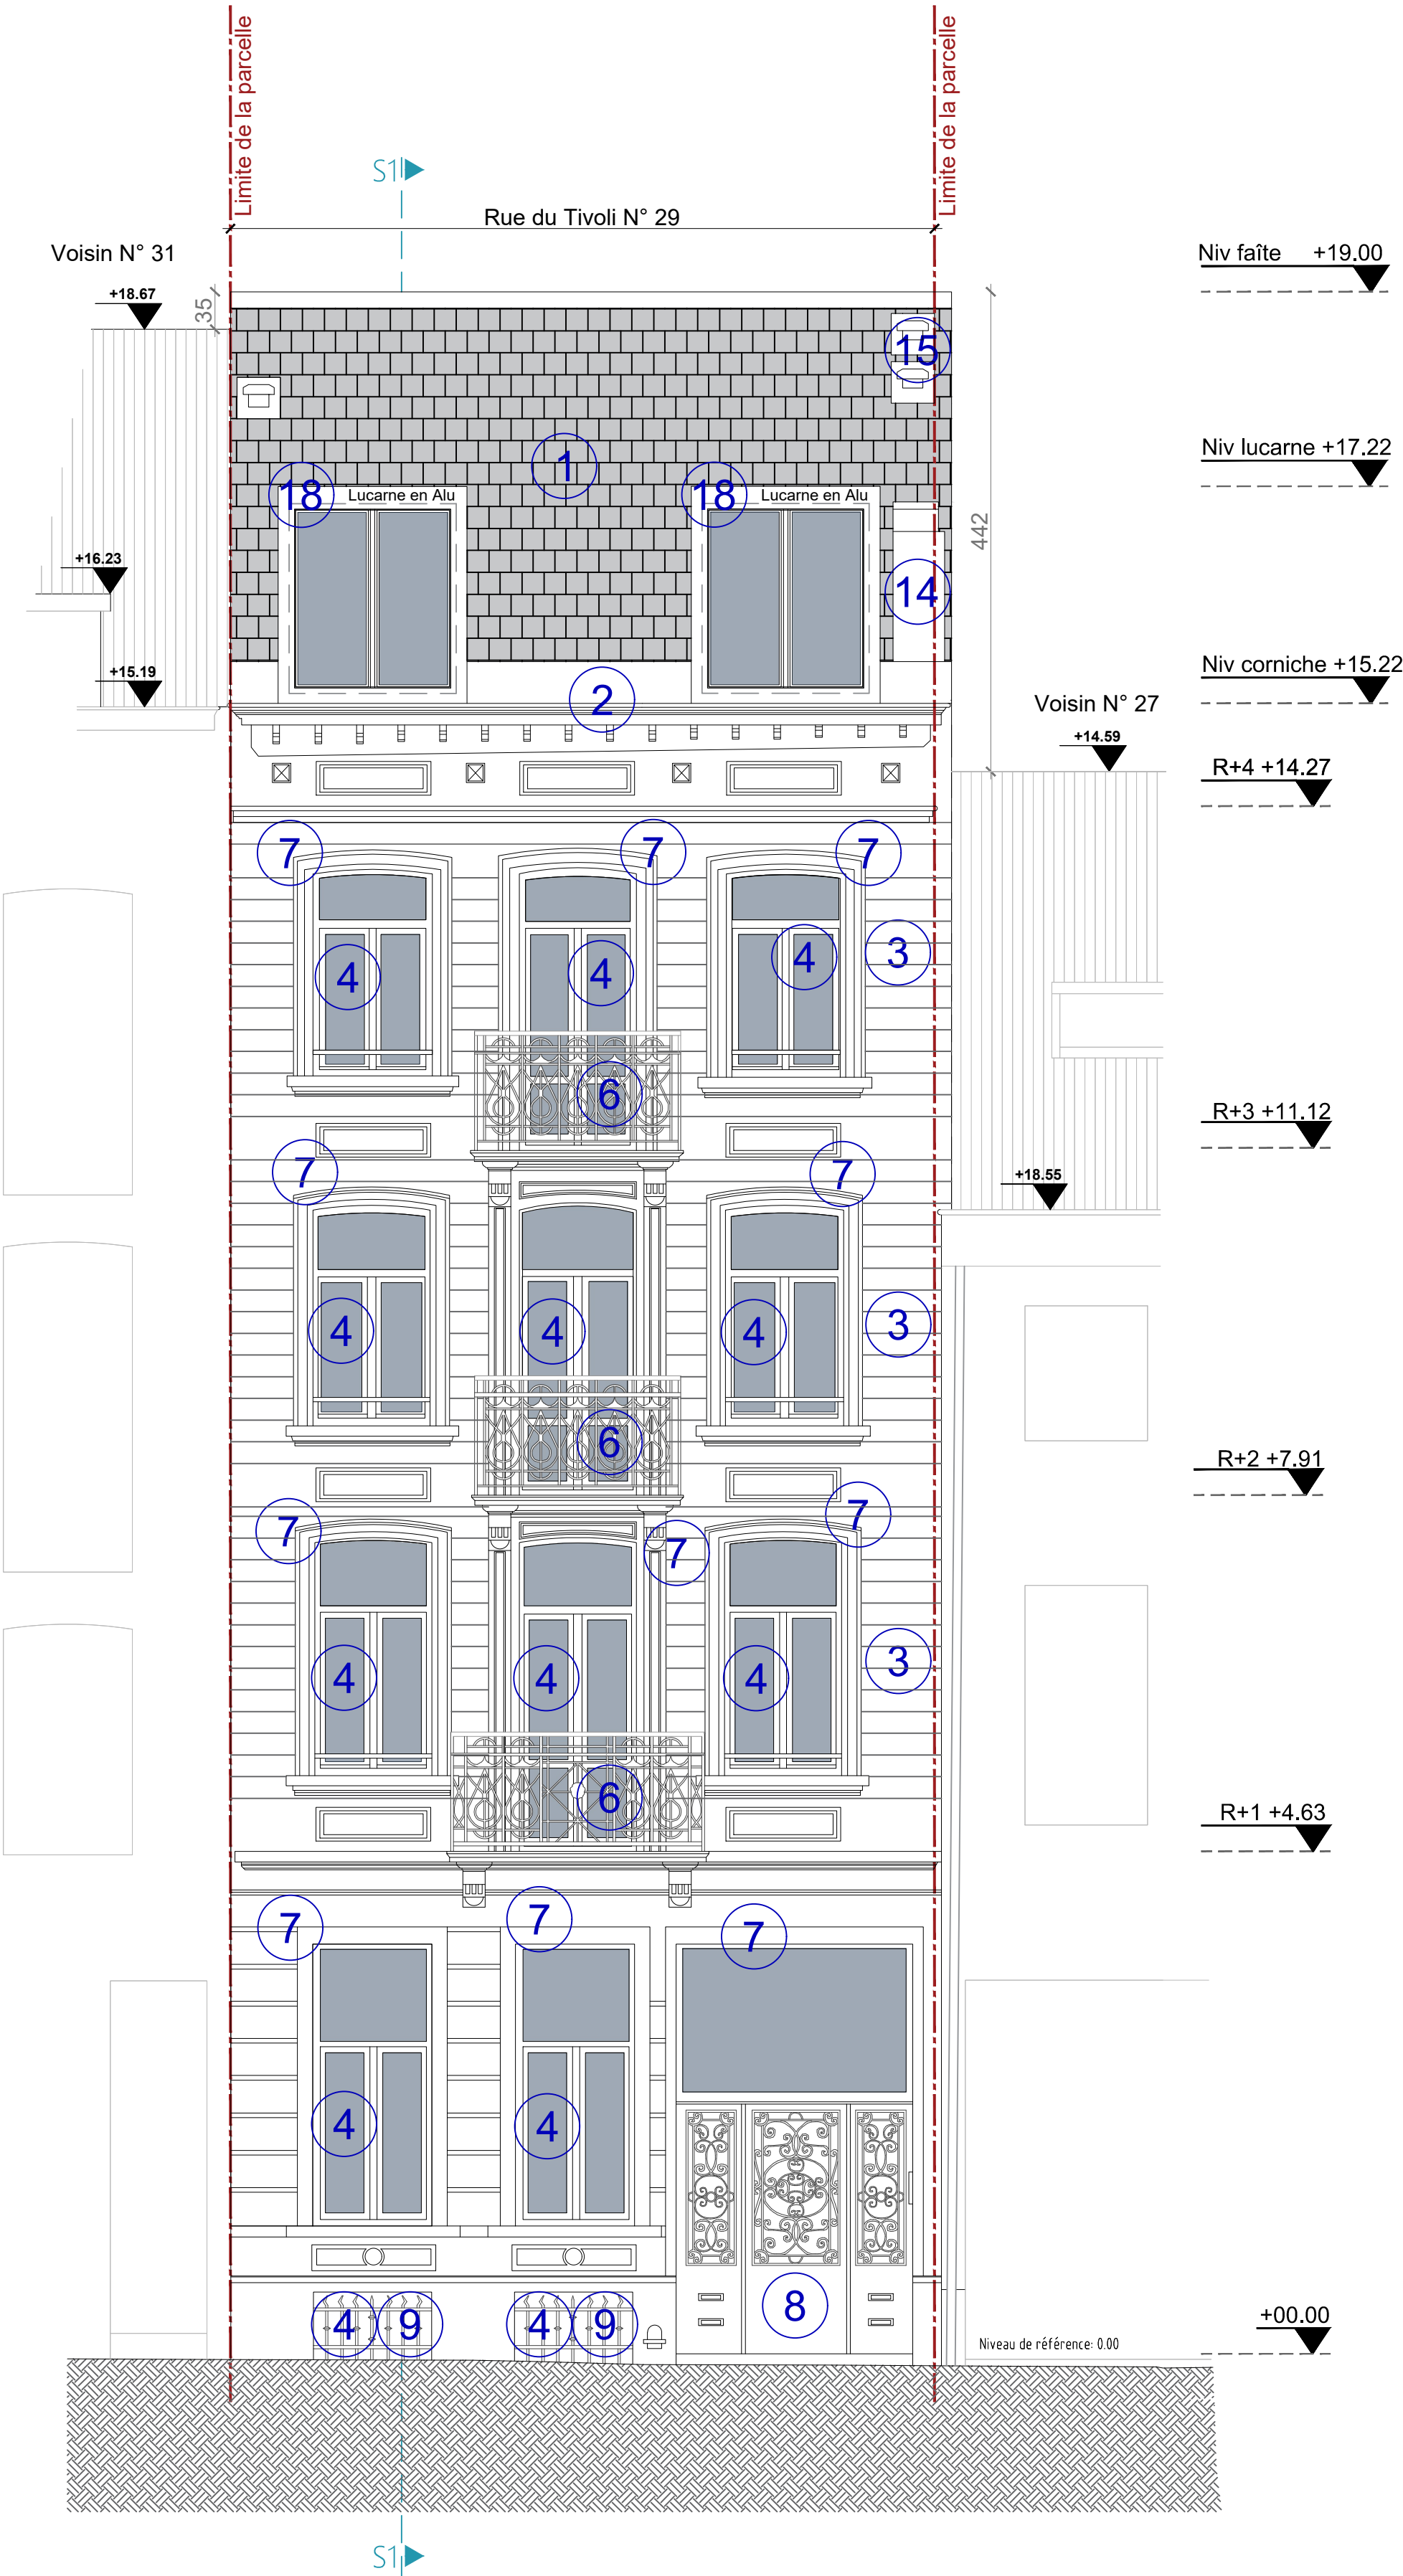 Limite de la parcelle
Limite de la parcelle
S1
Rue du Tivoli N° 29
Voisin N° 31
Niv faîte +19.00
+18.67
35
15
1
Niv lucarne +17.22
18 Lucarne en Alu
18 Lucarne en Alu
442
+16.23
14
Niv corniche +15.22
+15.19
2
Voisin N° 27
+14.59
R+4 +14.27
7
7
7
3
4
4
4
6
R+3 +11.12
7
7
+18.55
3
4
4
4
6
R+2 +7.91
7
7
7
3
4
4
4
6
R+1 +4.63
7
7
7
4
4
8
4
9
4
9
+00.00
Niveau de référence: 0.00
S1